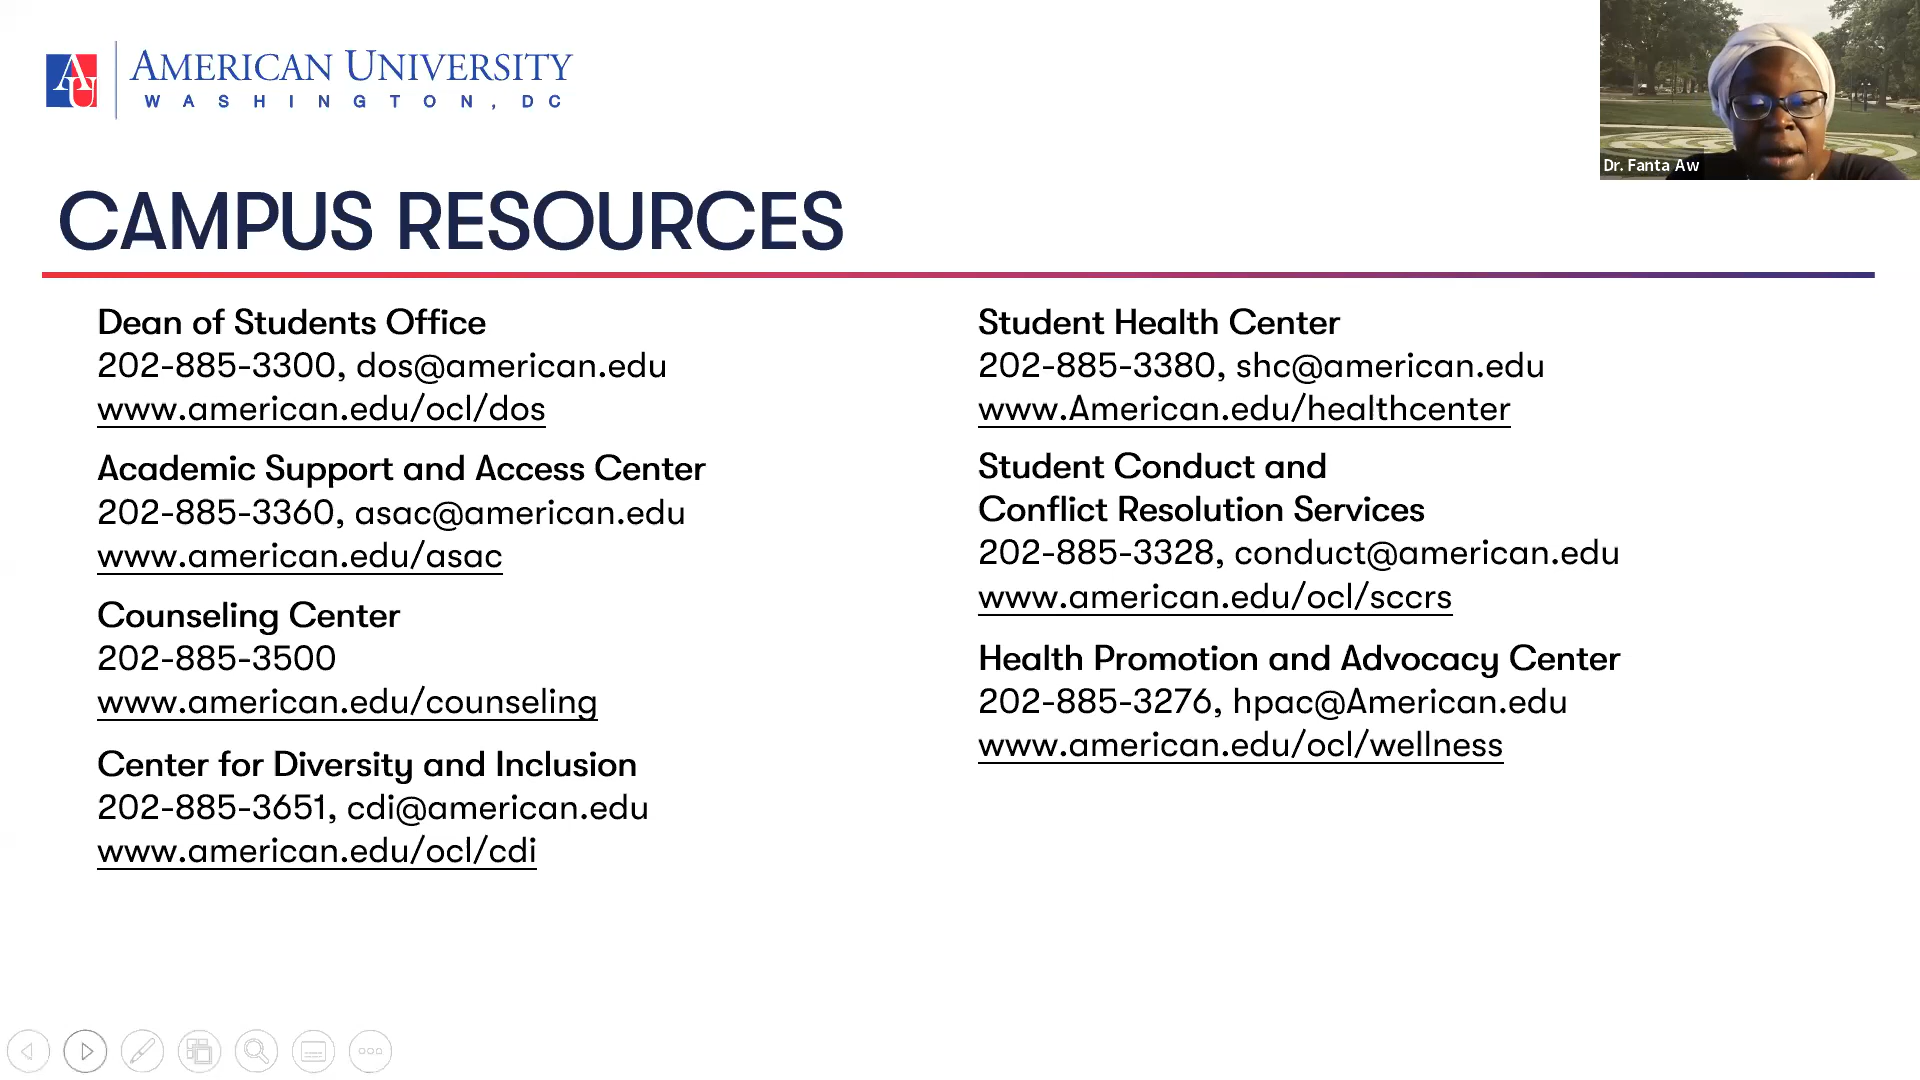 AU
AMERICAN UNIVERSITY
WASHINGTON, DC
Dr. Fanta Aw
CAMPUS RESOURCES
Dean of Students Office
202-885-3300, dos@american.edu
www.american.edu/ocl/dos
Academic Support and Access Center
202-885-3360, asac@american.edu
www.american.edu/asac
Counseling Center
202-885-3500
www.american.edu/counseling
Center for Diversity and Inclusion
202-885-3651, cdi@american.edu
www.american.edu/ocl/cdi
Student Health Center
202-885-3380, shc@american.edu
www.American.edu/healthcenter
Student Conduct and
Conflict Resolution Services
202-885-3328, conduct@american.edu
www.american.edu/ocl/sccrs
Health Promotion and Advocacy Center
202-885-3276, hpac@American.edu
www.american.edu/ocl/wellness